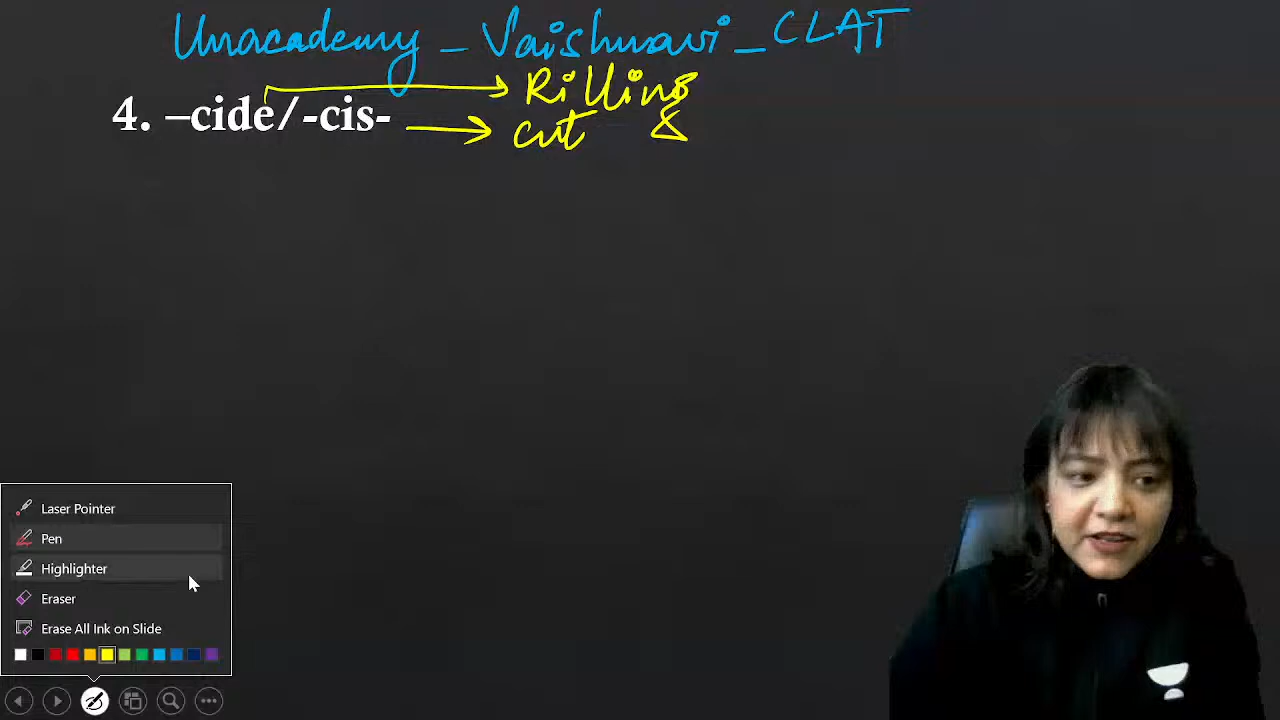 Unacademy - Vaishnavi - CLAT
4. –cide/-cis-
Killing
cut
Laser Pointer
Pen
Highlighter
Eraser
Erase All Ink on Slide